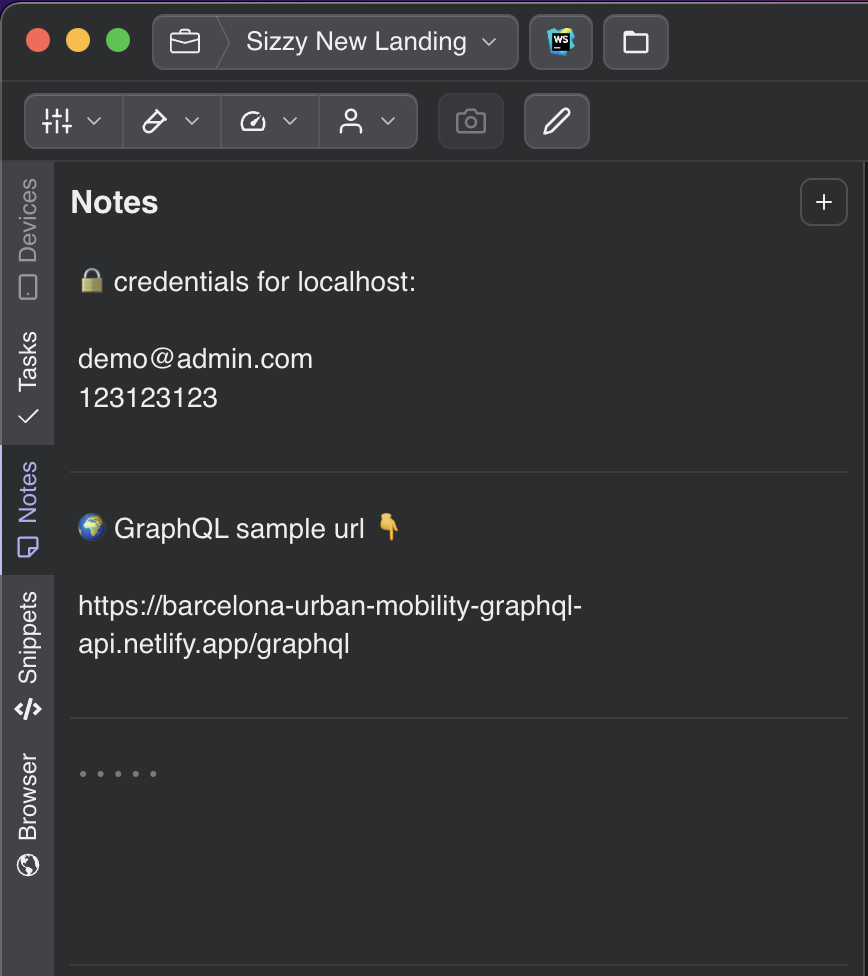 Sizzy New Landing
WS
Devices
Tasks
Notes
Snippets
Browser
Notes
🔒 credentials for localhost:
demo@admin.com
123123123
🌍 GraphQL sample url 👇
https://barcelona-urban-mobility-graphql-
api.netlify.app/graphql
.....